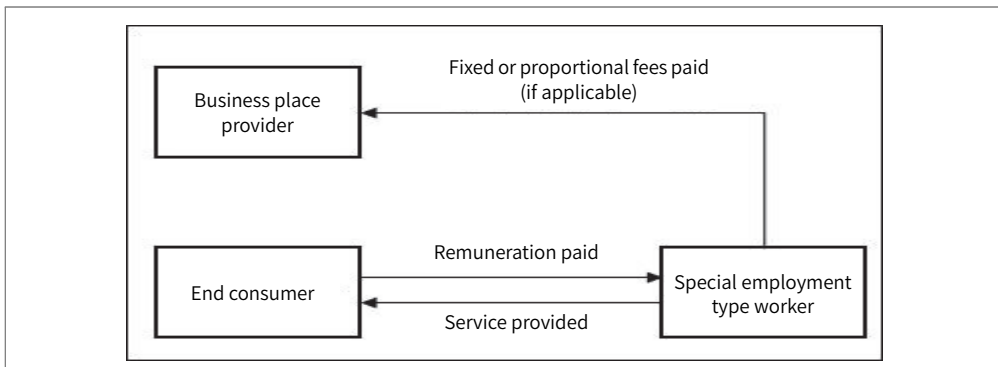 Fixed or proportional fees paid
(if applicable)
Business place
provider
Remuneration paid
End consumer
Special employment
type worker
Service provided